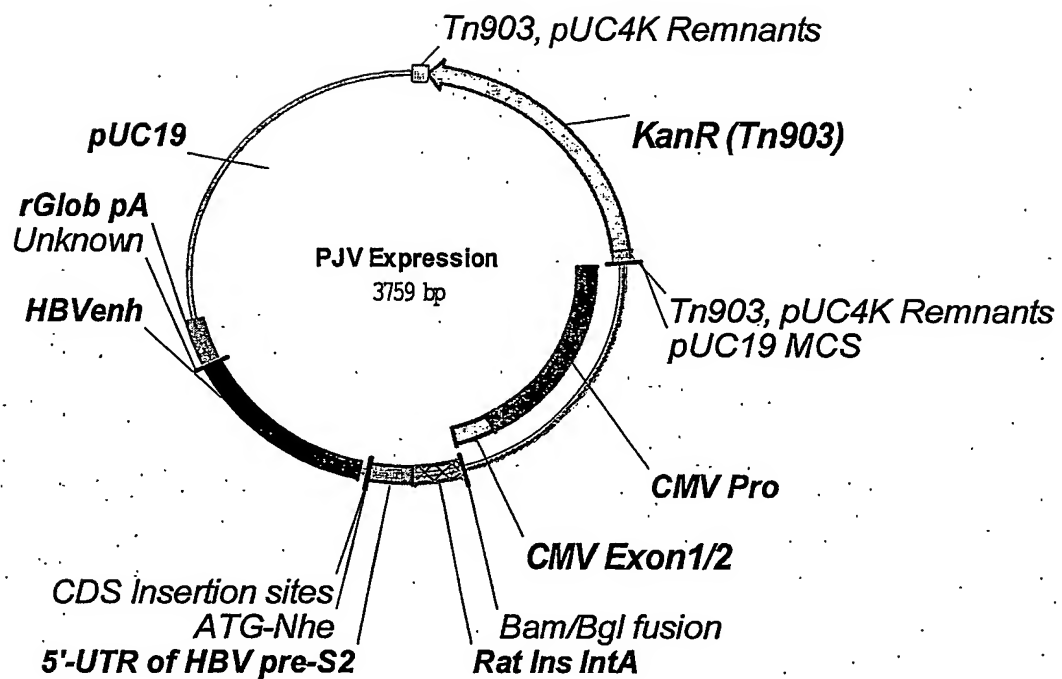 Tn903, pUC4K Remnants
KanR (Tn903)
pUC19
rGlob pA
Unknown
HBVenh
PJV Expression
3759 bp
Tn903, pUC4K Remnants
pUC19 MCS
CMV Pro
CMV Exon1/2
CDS Insertion sites
ATG-Nhe
5'-UTR of HBV pre-S2
Bam/Bgl fusion
Rat Ins IntA